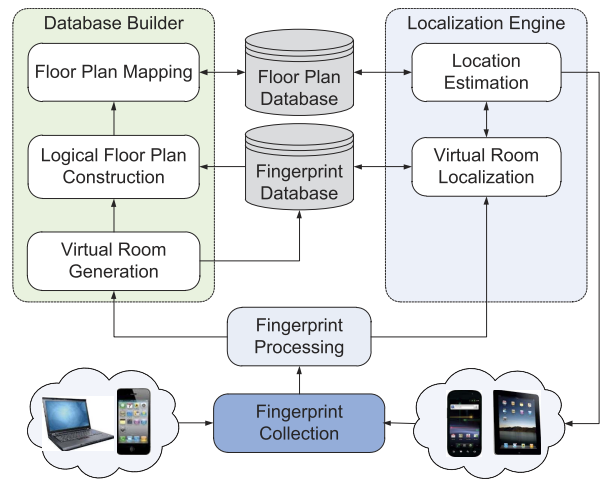 Database Builder
Localization Engine
Floor Plan Mapping
Floor Plan
Database
Location
Estimation
Logical Floor Plan
Construction
Fingerprint
Database
Virtual Room
Localization
Virtual Room
Generation
Fingerprint
Processing
Fingerprint
Collection